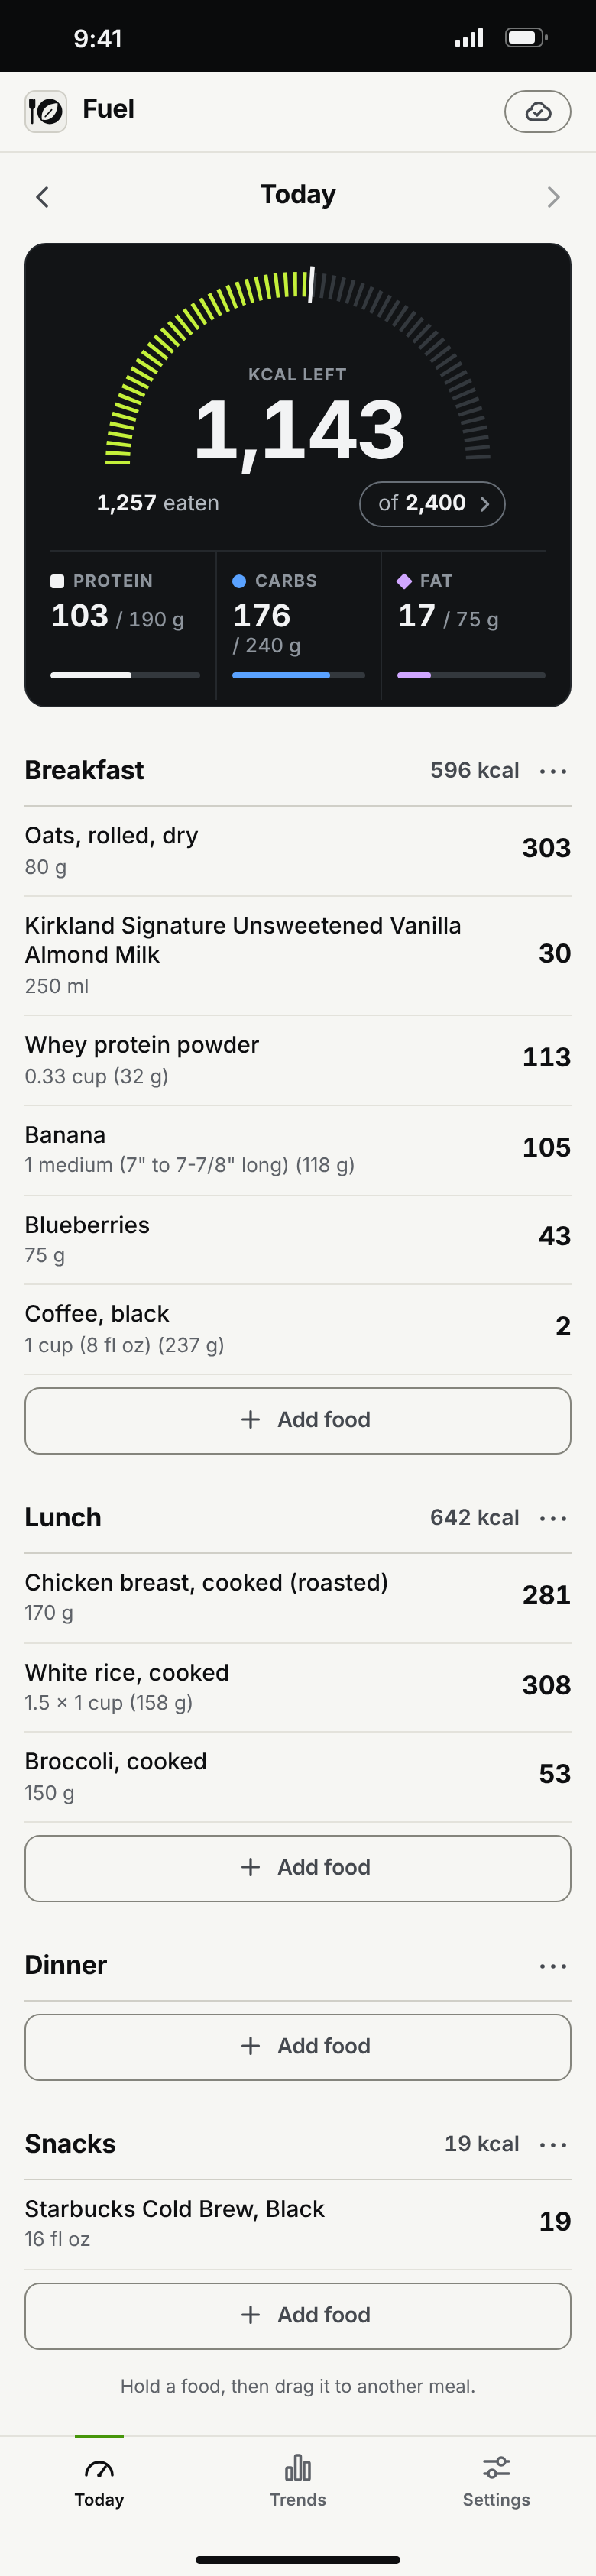 9:41
Fuel
Today
KCAL LEFT
1,143
1,257 eaten
of 2,400
PROTEIN
103 / 190 g
CARBS
176
/ 240 g
FAT
17 / 75 g
Breakfast
596 kcal
Oats, rolled, dry
80 g
303
Kirkland Signature Unsweetened Vanilla
Almond Milk
250 ml
30
Whey protein powder
0.33 cup (32 g)
113
Banana
1 medium (7" to 7-7/8" long) (118 g)
105
Blueberries
75 g
43
Coffee, black
1 cup (8 fl oz) (237 g)
2
Add food
Lunch
642 kcal
Chicken breast, cooked (roasted)
170 g
281
White rice, cooked
1.5 × 1 cup (158 g)
308
Broccoli, cooked
150 g
53
Add food
Dinner
Add food
Snacks
19 kcal
Starbucks Cold Brew, Black
16 fl oz
19
Add food
Hold a food, then drag it to another meal.
Today
Trends
Settings